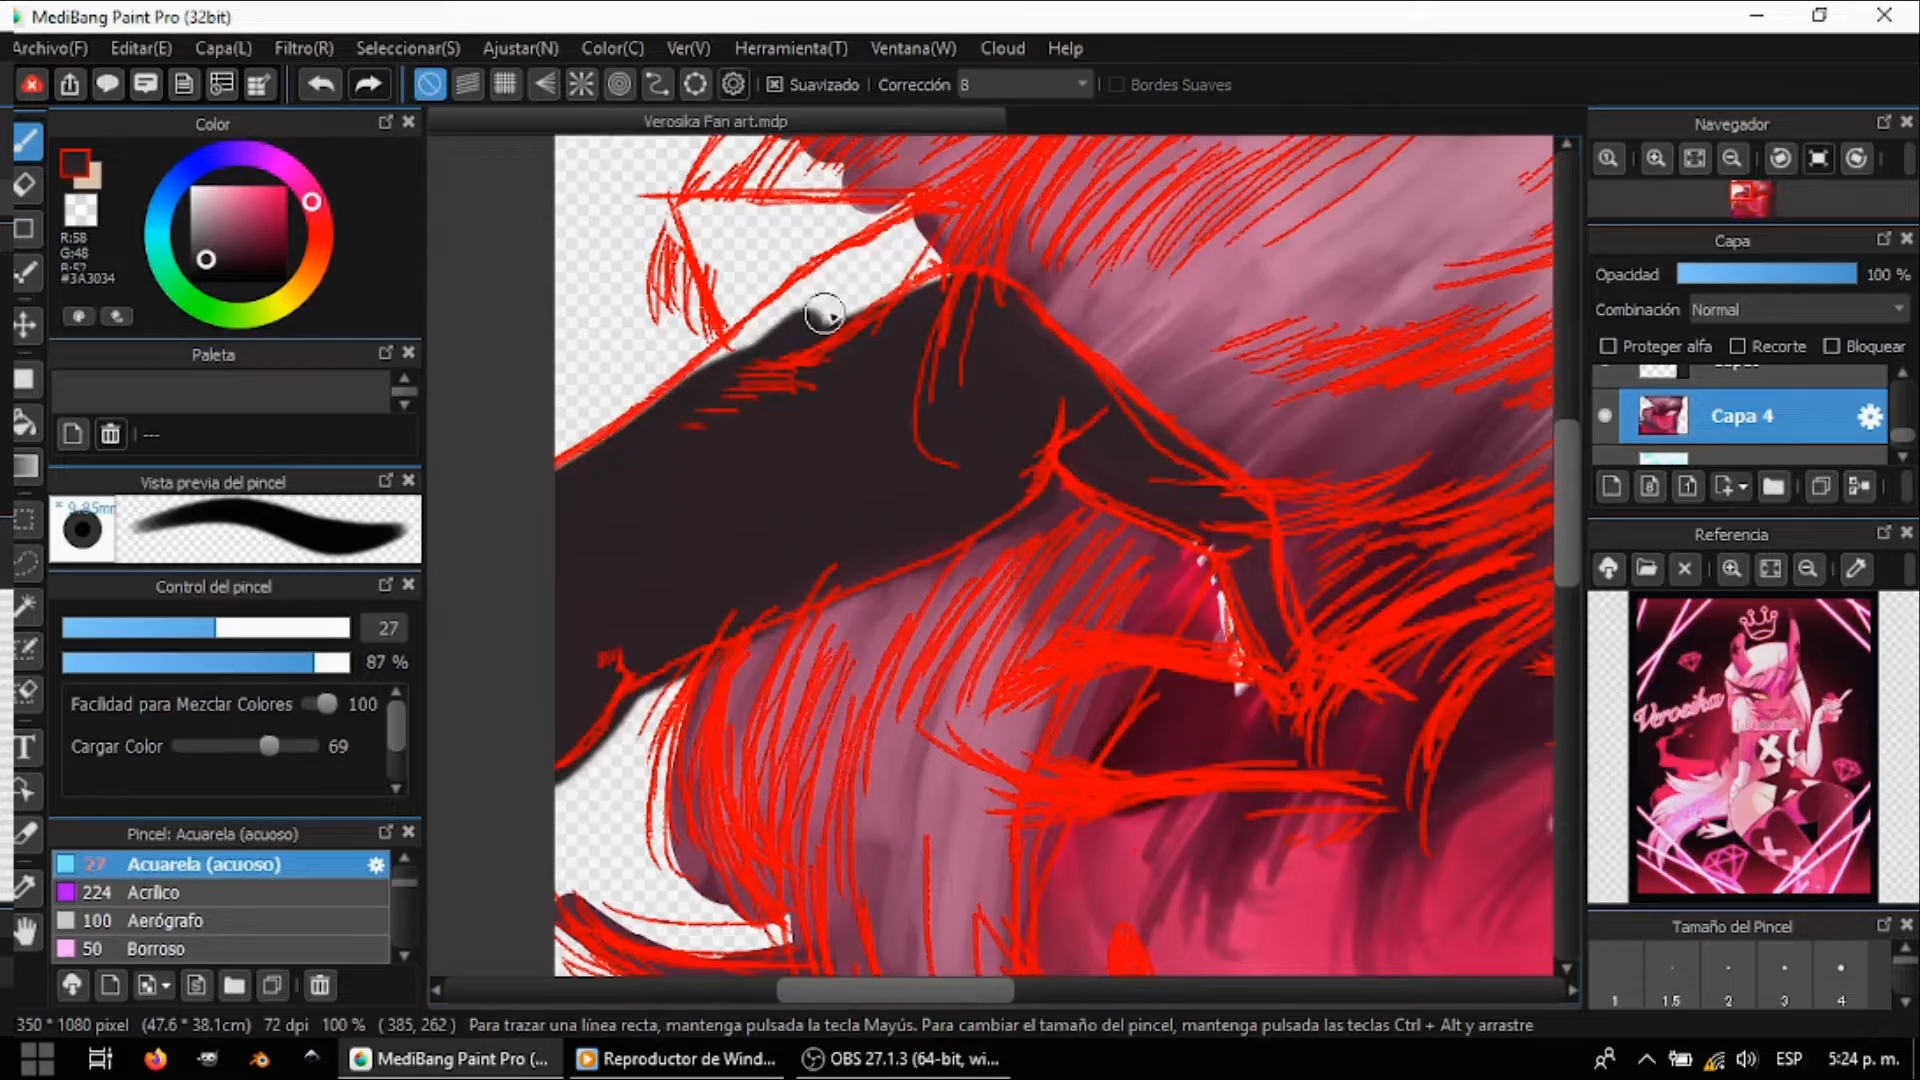 MediBang Paint Pro (32bit)
Archivo(F) Editar(E) Capa(L) Filtro(R) Seleccionar(S) Ajustar(N) Color(C) Ver(V) Herramienta(T) Ventana(W) Cloud Help
Suavizado Corrección 8 Bordes Suaves
Color
Verosika Fan art.mdp
Navegador
R:58
G:48
B:52
#3A3034
Capa
Opacidad 100 %
Combinación Normal
Proteger alfa Recorte Bloquear
Paleta
---
Capa 4
Vista previa del pincel
* 9.85mm
Referencia
Control del pincel
27
87 %
Facilidad para Mezclar Colores 100
Cargar Color 69
Verosika
Pincel: Acuarela (acuoso)
27 Acuarela (acuoso)
224 Acrílico
100 Aerógrafo
50 Borroso
Tamaño del Pincel
1 1.5 2 3 4
350 * 1080 pixel (47.6 * 38.1cm) 72 dpi 100 % ( 385, 262 ) Para trazar una línea recta, mantenga pulsada la tecla Mayús. Para cambiar el tamaño del pincel, mantenga pulsada las teclas Ctrl + Alt y arrastre
MediBang Paint Pro (... Reproductor de Wind... OBS 27.1.3 (64-bit, wi... ESP 5:24 p. m.